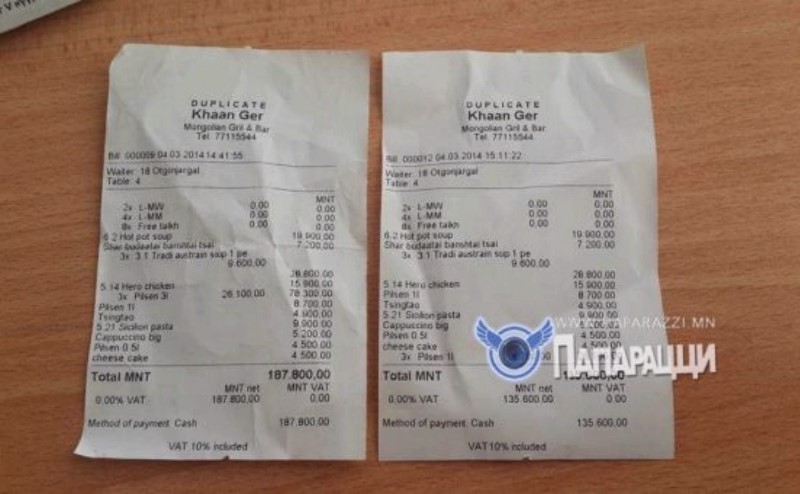 DUPLICATE
Khaan Ger
Mongolian Gril & Bar
Tel. 77115544
Bill 000009 04.03.2014 14:41:55
Waiter: 18 Otgonjargal
Table: 4
MNT
2x L-MW 0.00 0.00
4x L-MM 0.00 0.00
8x Free talkh 0.00 0.00
6.2 Hot pot soup 19 900,00
Shar budaatai banshtai tsai 7 200,00
3x 3.1 Tradi austrain soup 1 pe
9.600,00
28.800,00
5.14 Hero chicken 15 900,00
3x Pilsen 3l 26.100,00 78.300,00
Pilsen 1l 8.700,00
Tsingtao 4.900,00
5.21 Sicilion pasta 9.900,00
Cappuccino big 5.200,00
Pilsen 0.5l 4.500,00
cheese cake 4.500,00
Total MNT 187.800,00
MNT net MNT VAT
0.00% VAT 187.800,00 0.00
Method of payment: Cash 187.800,00
VAT 10% included
DUPLICATE
Khaan Ger
Mongolian Gril & Bar
Tel. 77115544
Bill 000012 04.03.2014 15:11:22
Waiter: 18 Otgonjargal
Table: 4
MNT
2x L-MW 0.00 0.00
4x L-MM 0.00 0.00
8x Free talkh 0.00 0.00
6.2 Hot pot soup 19.900,00
Shar budaatai banshtai tsai 7 200,00
3x 3.1 Tradi austrain soup 1 pe
9.600,00
28.800,00
5.14 Hero chicken 15 900,00
Pilsen 1l 8.700,00
Tsingtao 4.900,00
5.21 Sicilion pasta
Cappuccino big
Pilsen 0.5l
cheese cake
3x Pilsen 1l
Total MNT
MNT net MNT VAT
0.00% VAT 135.600,00 0.00
Method of payment: Cash 135.600,00
VAT 10% included
ПАПАРАЦЦИ